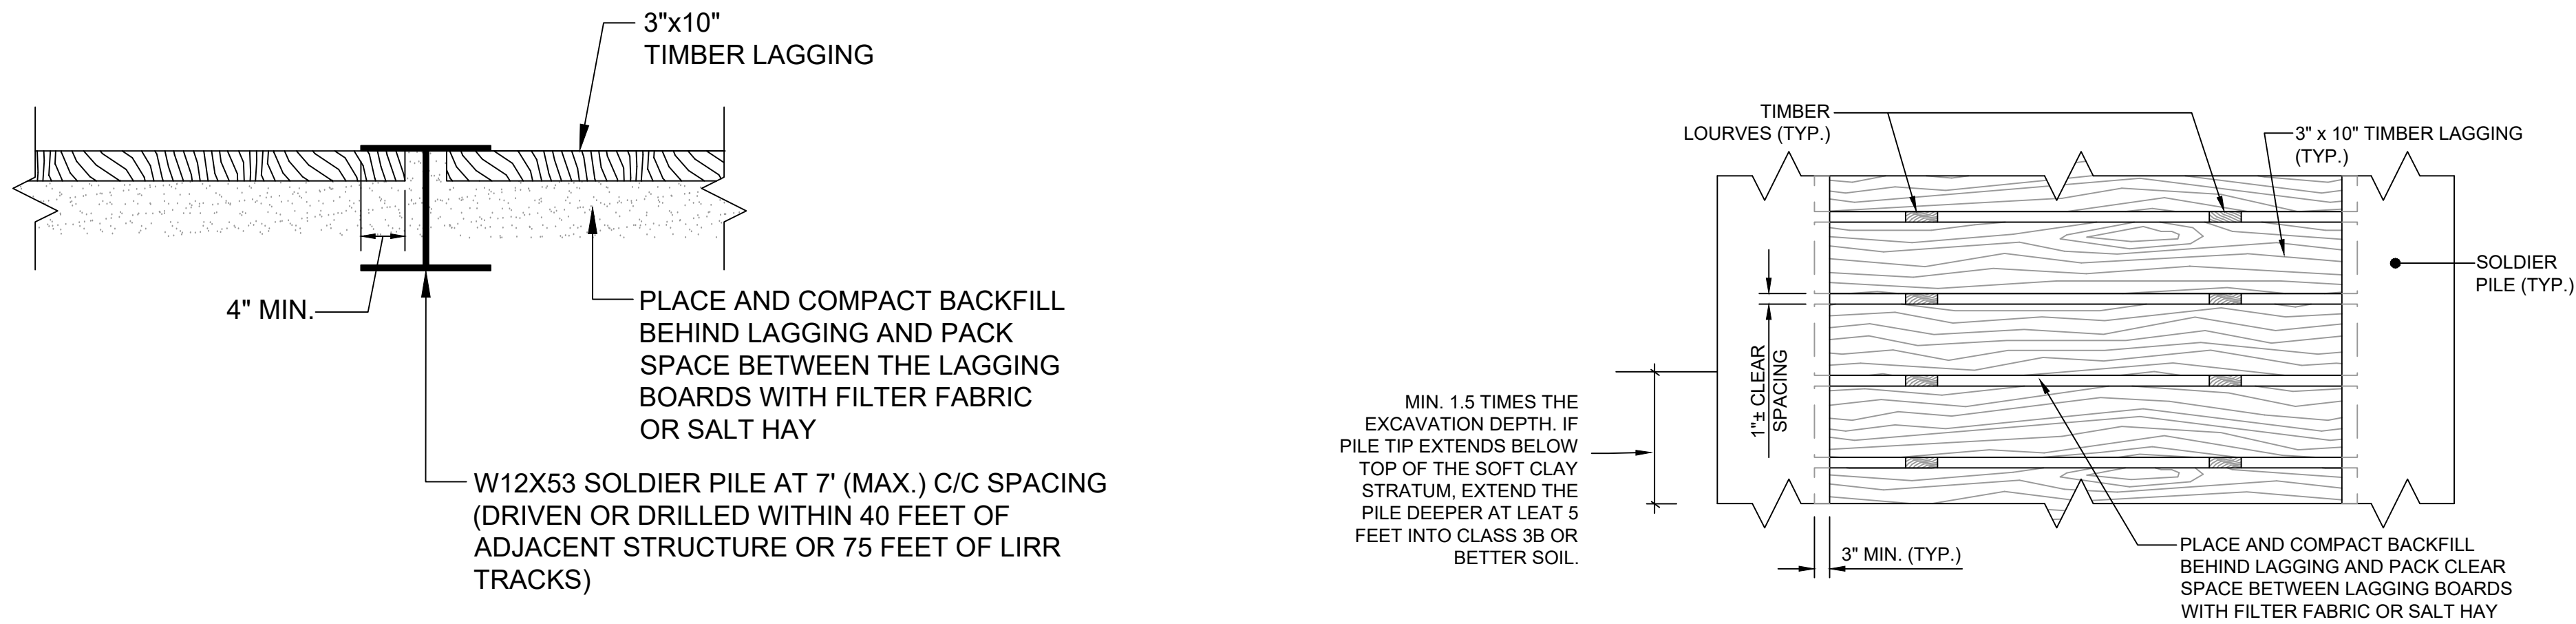 3"x10"
TIMBER LAGGING
4" MIN.
PLACE AND COMPACT BACKFILL
BEHIND LAGGING AND PACK
SPACE BETWEEN THE LAGGING
BOARDS WITH FILTER FABRIC
OR SALT HAY
W12X53 SOLDIER PILE AT 7' (MAX.) C/C SPACING
(DRIVEN OR DRILLED WITHIN 40 FEET OF
ADJACENT STRUCTURE OR 75 FEET OF LIRR
TRACKS)
TIMBER
LOURVES (TYP.)
3" x 10" TIMBER LAGGING
(TYP.)
SOLDIER
PILE (TYP.)
1"± CLEAR
SPACING
MIN. 1.5 TIMES THE
EXCAVATION DEPTH. IF
PILE TIP EXTENDS BELOW
TOP OF THE SOFT CLAY
STRATUM, EXTEND THE
PILE DEEPER AT LEAT 5
FEET INTO CLASS 3B OR
BETTER SOIL.
3" MIN. (TYP.)
PLACE AND COMPACT BACKFILL
BEHIND LAGGING AND PACK CLEAR
SPACE BETWEEN LAGGING BOARDS
WITH FILTER FABRIC OR SALT HAY